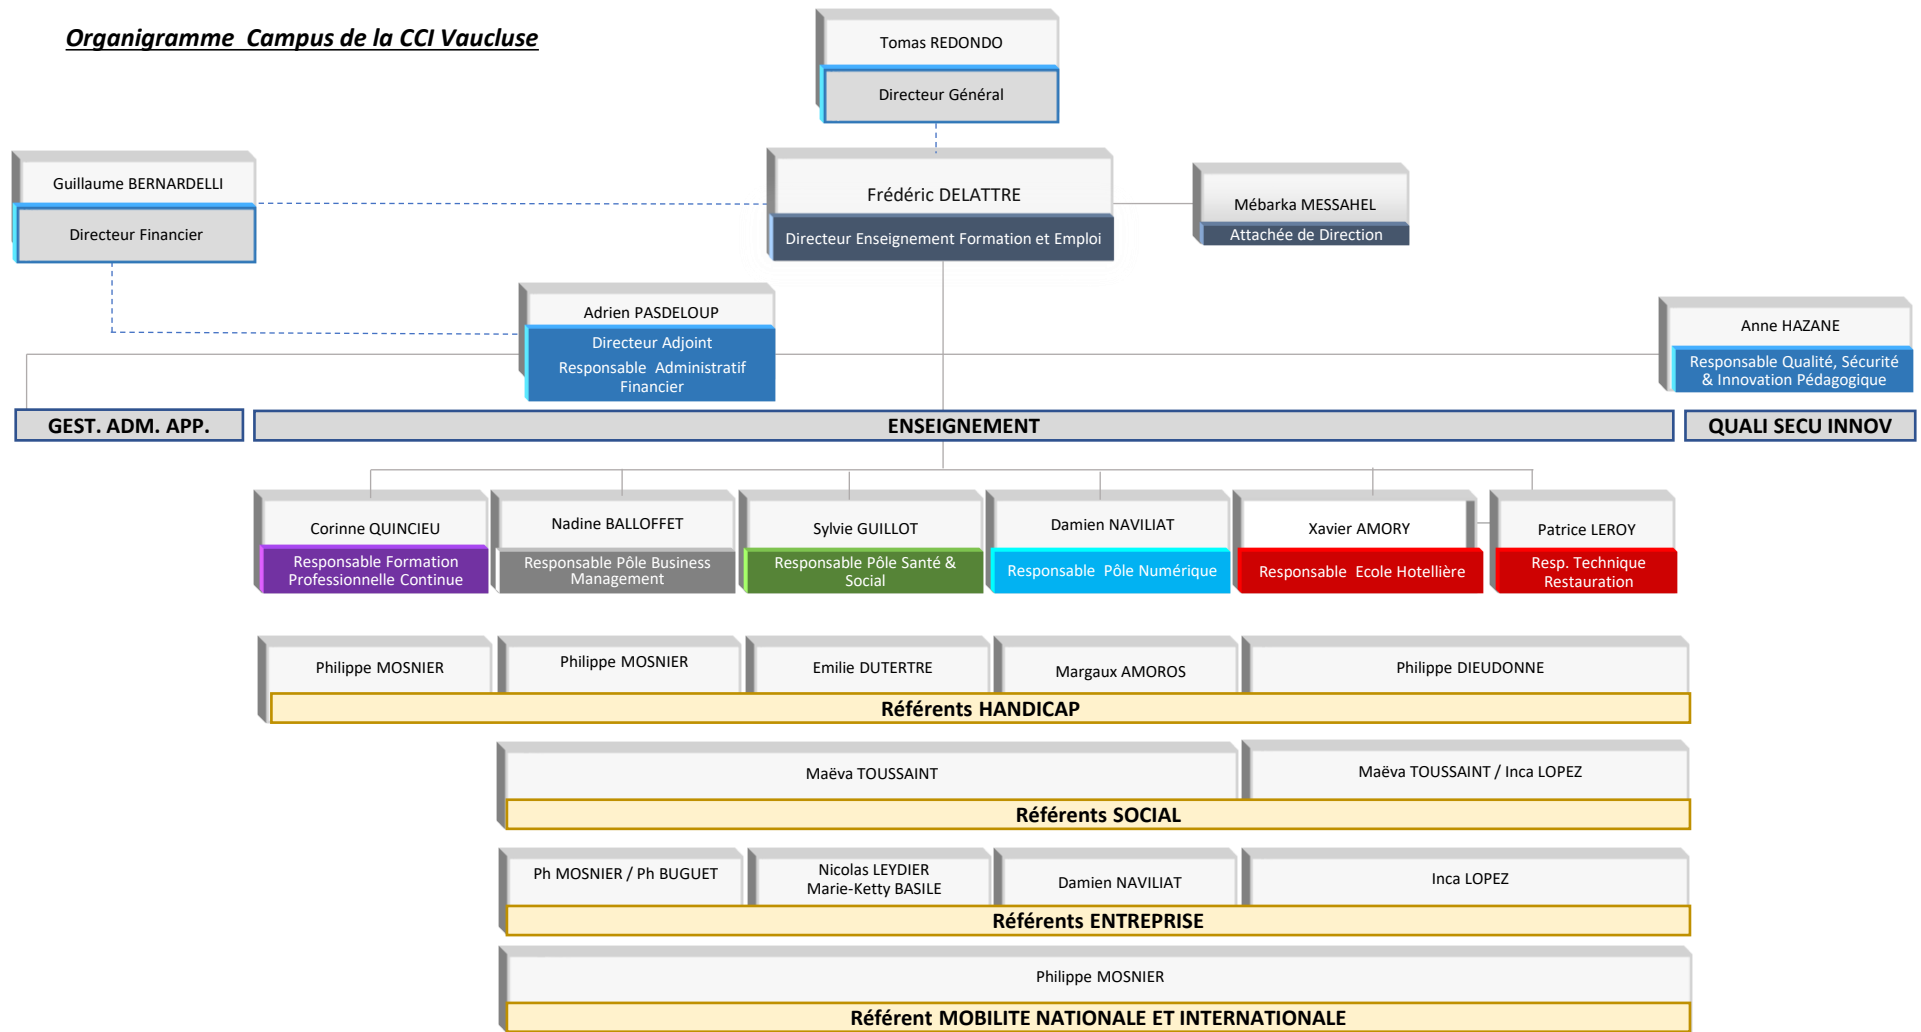 Organigramme Campus de la CCI Vaucluse
Tomas REDONDO
Directeur Général
Guillaume BERNARDELLI
Directeur Financier
Frédéric DELATTRE
Directeur Enseignement Formation et Emploi
Mébarka MESSAHEL
Attachée de Direction
Adrien PASDELOUP
Directeur Adjoint
Responsable Administratif
Financier
Anne HAZANE
Responsable Qualité, Sécurité
& Innovation Pédagogique
GEST. ADM. APP.
ENSEIGNEMENT
QUALI SECU INNOV
Corinne QUINCIEU
Responsable Formation
Professionnelle Continue
Nadine BALLOFFET
Responsable Pôle Business
Management
Sylvie GUILLOT
Responsable Pôle Santé &
Social
Damien NAVILIAT
Responsable Pôle Numérique
Xavier AMORY
Responsable Ecole Hotellière
Patrice LEROY
Resp. Technique
Restauration
Philippe MOSNIER
Philippe MOSNIER
Emilie DUTERTRE
Margaux AMOROS
Philippe DIEUDONNE
Référents HANDICAP
Maëva TOUSSAINT
Maëva TOUSSAINT / Inca LOPEZ
Référents SOCIAL
Ph MOSNIER / Ph BUGUET
Nicolas LEYDIER
Marie-Ketty BASILE
Damien NAVILIAT
Inca LOPEZ
Référents ENTREPRISE
Philippe MOSNIER
Référent MOBILITE NATIONALE ET INTERNATIONALE